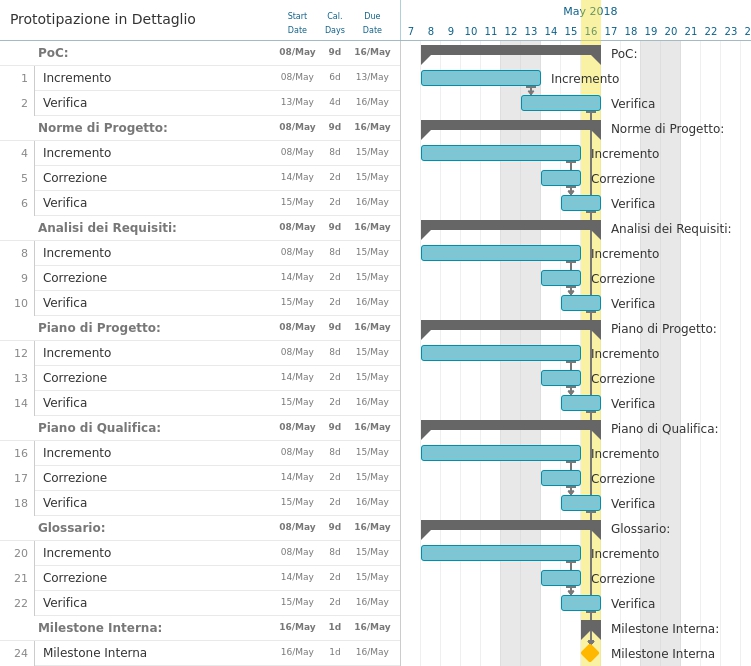 Prototipazione in Dettaglio
Start Date Cal. Days Due Date
May 2018
7 8 9 10 11 12 13 14 15 16 17 18 19 20 21 22 23 2
PoC: 08/May 9d 16/May PoC:
1 Incremento 08/May 6d 13/May Incremento
2 Verifica 13/May 4d 16/May Verifica
Norme di Progetto: 08/May 9d 16/May Norme di Progetto:
4 Incremento 08/May 8d 15/May Incremento
5 Correzione 14/May 2d 15/May Correzione
6 Verifica 15/May 2d 16/May Verifica
Analisi dei Requisiti: 08/May 9d 16/May Analisi dei Requisiti:
8 Incremento 08/May 8d 15/May Incremento
9 Correzione 14/May 2d 15/May Correzione
10 Verifica 15/May 2d 16/May Verifica
Piano di Progetto: 08/May 9d 16/May Piano di Progetto:
12 Incremento 08/May 8d 15/May Incremento
13 Correzione 14/May 2d 15/May Correzione
14 Verifica 15/May 2d 16/May Verifica
Piano di Qualifica: 08/May 9d 16/May Piano di Qualifica:
16 Incremento 08/May 8d 15/May Incremento
17 Correzione 14/May 2d 15/May Correzione
18 Verifica 15/May 2d 16/May Verifica
Glossario: 08/May 9d 16/May Glossario:
20 Incremento 08/May 8d 15/May Incremento
21 Correzione 14/May 2d 15/May Correzione
22 Verifica 15/May 2d 16/May Verifica
Milestone Interna: 16/May 1d 16/May Milestone Interna:
24 Milestone Interna 16/May 1d 16/May Milestone Interna